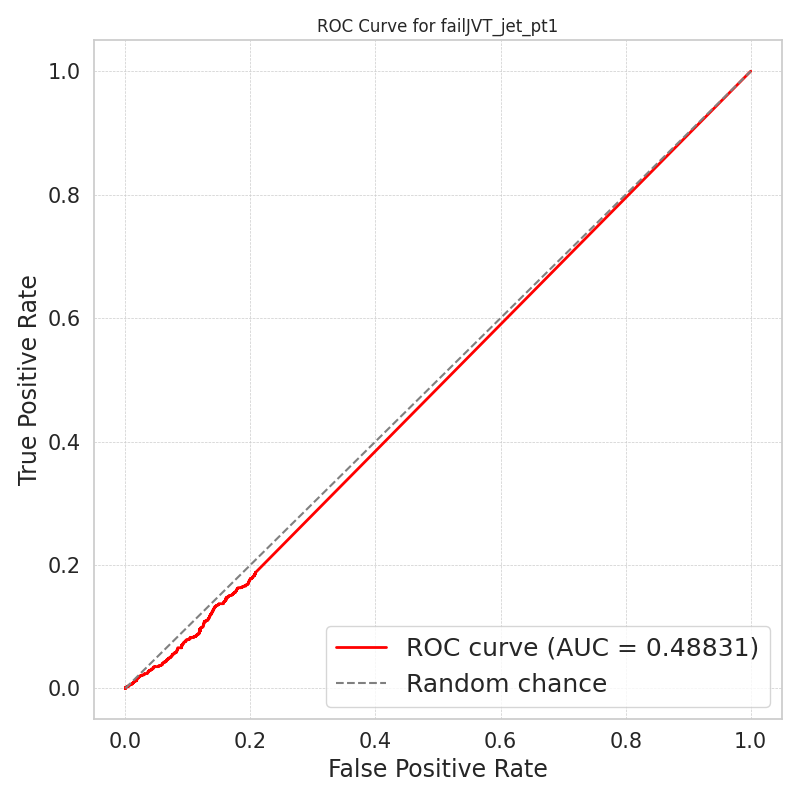 ROC Curve for failJVT_jet_pt1
True Positive Rate
1.0
0.8
0.6
0.4
0.2
0.0
ROC curve (AUC = 0.48831)
Random chance
0.0 0.2 0.4 0.6 0.8 1.0
False Positive Rate